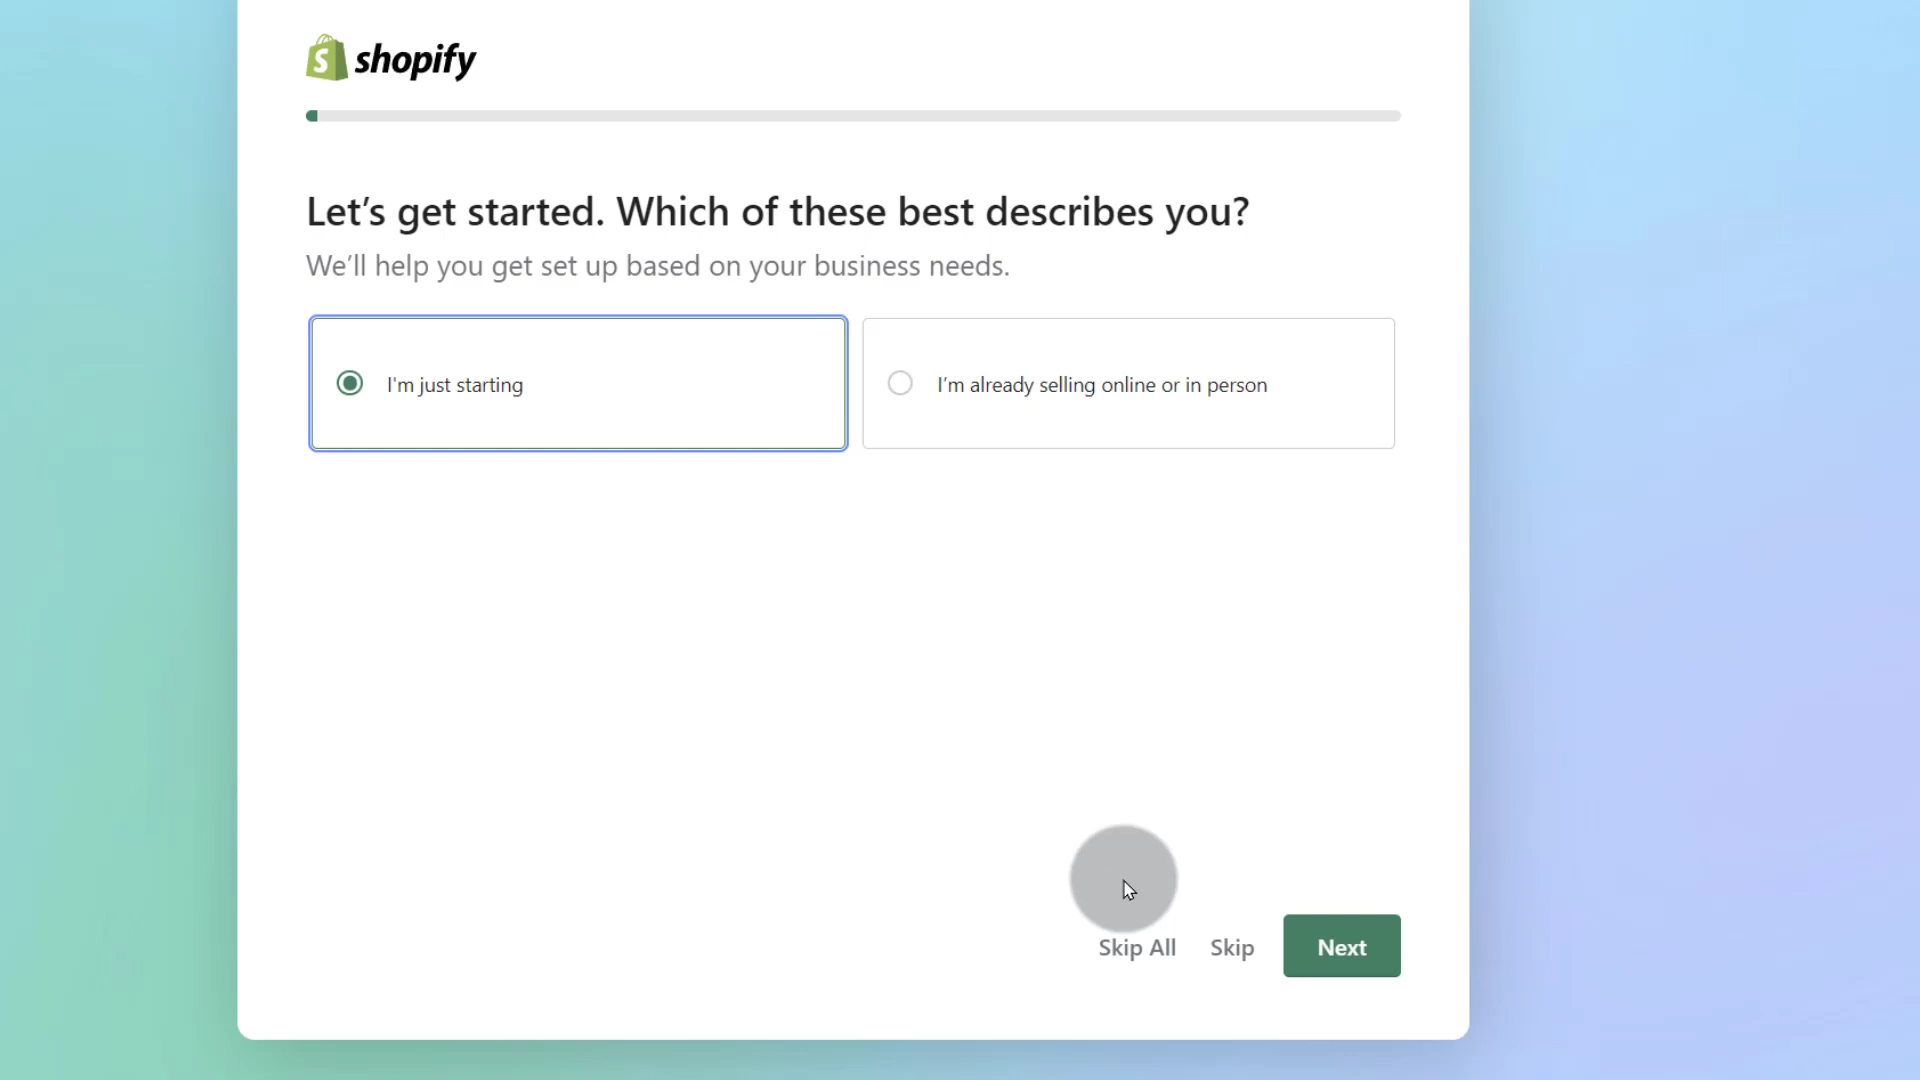 shopify
Let’s get started. Which of these best describes you?
We’ll help you get set up based on your business needs.
I'm just starting
I’m already selling online or in person
Skip All
Skip
Next